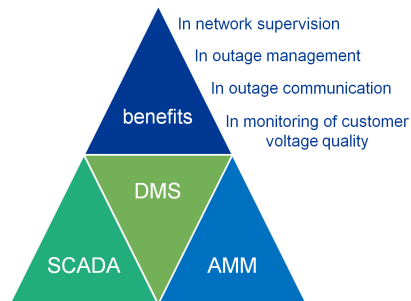 In network supervision
In outage management
In outage communication
benefits
In monitoring of customer
voltage quality
DMS
SCADA
AMM